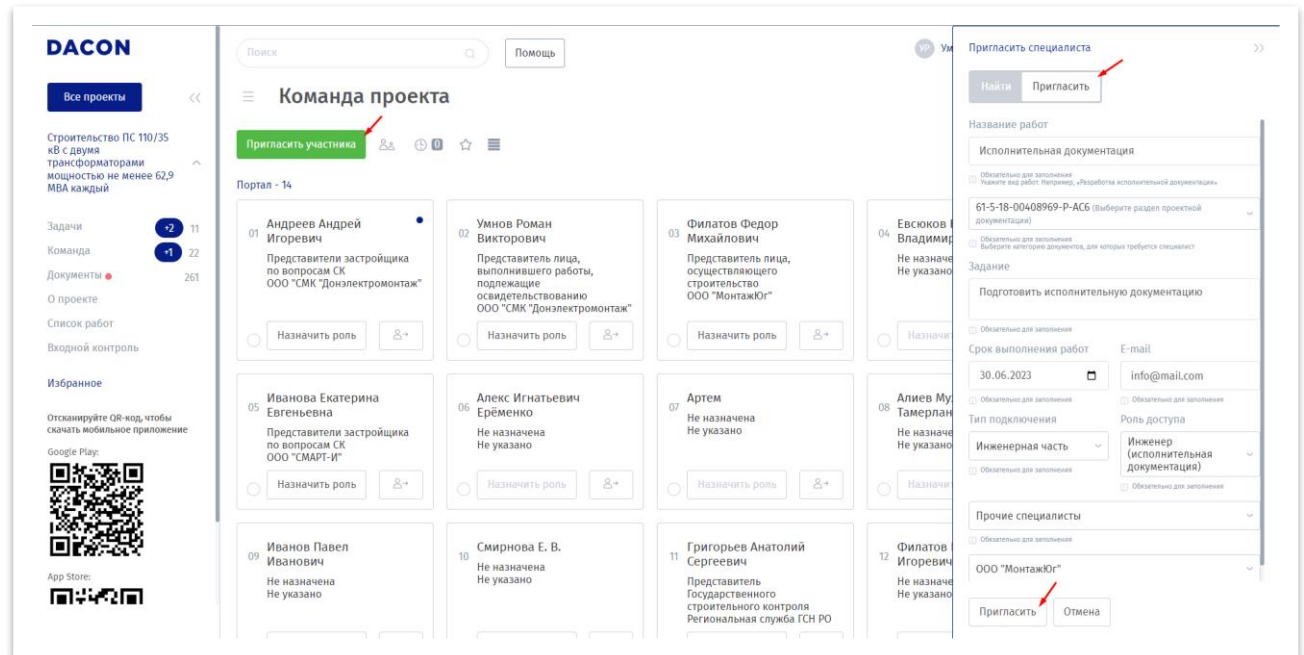 DACON
Все проекты
Строительство ПС 110/35
кВ с двумя
трансформаторами
мощностью не менее 62,9
МВА каждый
Задачи +2 11
Команда +1 22
Документы 261
О проекте
Список работ
Входной контроль
Избранное
Отсканируйте QR-код, чтобы
скачать мобильное приложение
Google Play:
App Store:
Поиск
Помощь
УР Ум
Команда проекта
Пригласить участника
0
Портал - 14
01 Андреев Андрей
Игоревич
Представители застройщика
по вопросам СК
ООО "СМК "Донэлектромонтаж"
Назначить роль
02 Умнов Роман
Викторович
Представитель лица,
выполнившего работы,
подлежащие
освидетельствованию
ООО "СМК "Донэлектромонтаж"
Назначить роль
03 Филатов Федор
Михайлович
Представитель лица,
осуществляющего
строительство
ООО "МонтажЮг"
Назначить роль
04 Евсюков
Владимир
Не назначе
Не указано
Назначит
05 Иванова Екатерина
Евгеньевна
Представители застройщика
по вопросам СК
ООО "СМАРТ-И"
Назначить роль
06 Алекс Игнатьевич
Ерёменко
Не назначена
Не указано
Назначить роль
07 Артем
Не назначена
Не указано
Назначить роль
08 Алиев Му
Тамерлан
Не назначе
Не указано
Назначит
09 Иванов Павел
Иванович
Не назначена
Не указано
10 Смирнова Е. В.
Не назначена
Не указано
11 Григорьев Анатолий
Сергеевич
Представитель
Государственного
строительного контроля
Региональная служба ГСН РО
12 Филатов
Игоревич
Не назначе
Не указано
Пригласить специалиста
Найти Пригласить
Название работ
Исполнительная документация
Обязательно для заполнения
Укажите вид работ. Например, «Разработка исполнительной документации»
61-5-18-00408969-Р-АС6 (Выберите раздел проектной
документации)
Обязательно для заполнения
Выберите категорию документов, для которых требуется специалист
Задание
Подготовить исполнительную документацию
Обязательно для заполнения
Срок выполнения работ E-mail
30.06.2023 info@mail.com
Обязательно для заполнения Обязательно для заполнения
Тип подключения Роль доступа
Инженерная часть
Обязательно для заполнения
Инженер
(исполнительная
документация)
Обязательно для заполнения
Прочие специалисты
Обязательно для заполнения
ООО "МонтажЮг"
Пригласить Отмена